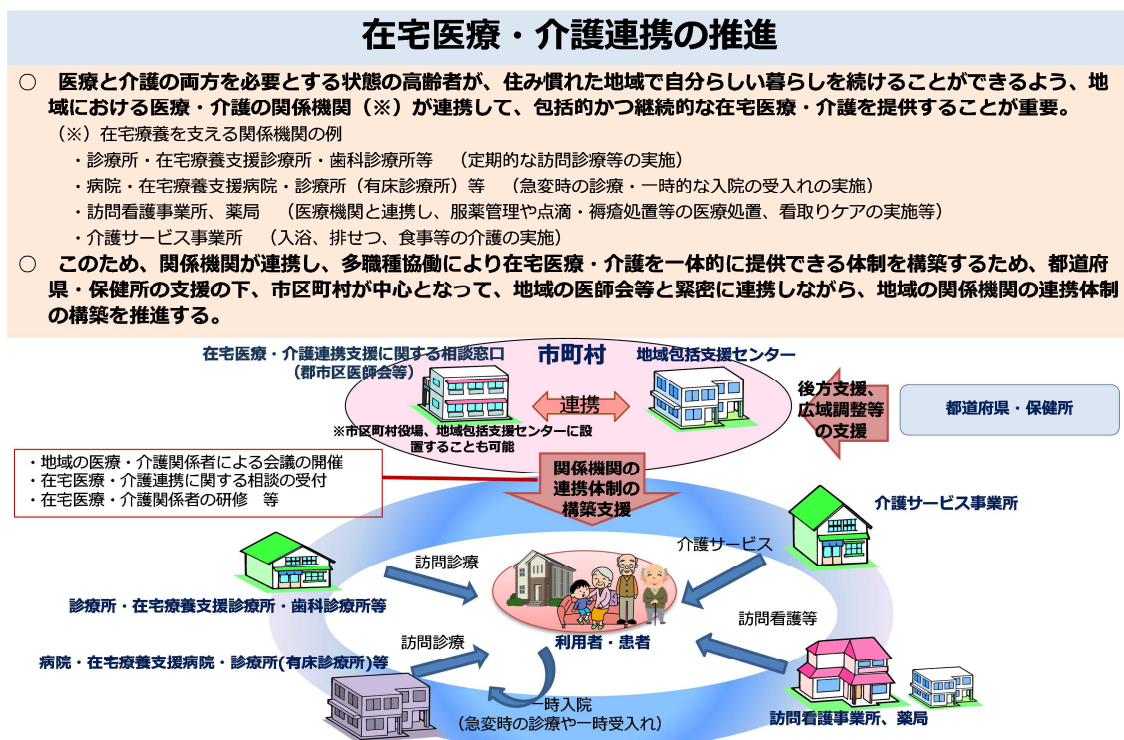 在宅医療・介護連携の推進
○　医療と介護の両方を必要とする状態の高齢者が、住み慣れた地域で自分らしい暮らしを続けることができるよう、地
域における医療・介護の関係機関（※）が連携して、包括的かつ継続的な在宅医療・介護を提供することが重要。
（※）在宅療養を支える関係機関の例
・診療所・在宅療養支援診療所・歯科診療所等　（定期的な訪問診療等の実施）
・病院・在宅療養支援病院・診療所（有床診療所）等　（急変時の診療・一時的な入院の受入れの実施）
・訪問看護事業所、薬局　（医療機関と連携し、服薬管理や点滴・褥瘡処置等の医療処置、看取りケアの実施等）
・介護サービス事業所　（入浴、排せつ、食事等の介護の実施）
○　このため、関係機関が連携し、多職種協働により在宅医療・介護を一体的に提供できる体制を構築するため、都道府
県・保健所の支援の下、市区町村が中心となって、地域の医師会等と緊密に連携しながら、地域の関係機関の連携体制
の構築を推進する。
在宅医療・介護連携支援に関する相談窓口
（郡市区医師会等）
市町村
地域包括支援センター
連携
※市区町村役場、地域包括支援センターに設
置することも可能
後方支援、
広域調整等
の支援
都道府県・保健所
・地域の医療・介護関係者による会議の開催
・在宅医療・介護連携に関する相談の受付
・在宅医療・介護関係者の研修　等
関係機関の
連携体制の
構築支援
介護サービス事業所
介護サービス
訪問診療
診療所・在宅療養支援診療所・歯科診療所等
訪問看護等
利用者・患者
訪問診療
病院・在宅療養支援病院・診療所(有床診療所)等
一時入院
（急変時の診療や一時受入れ）
訪問看護事業所、薬局